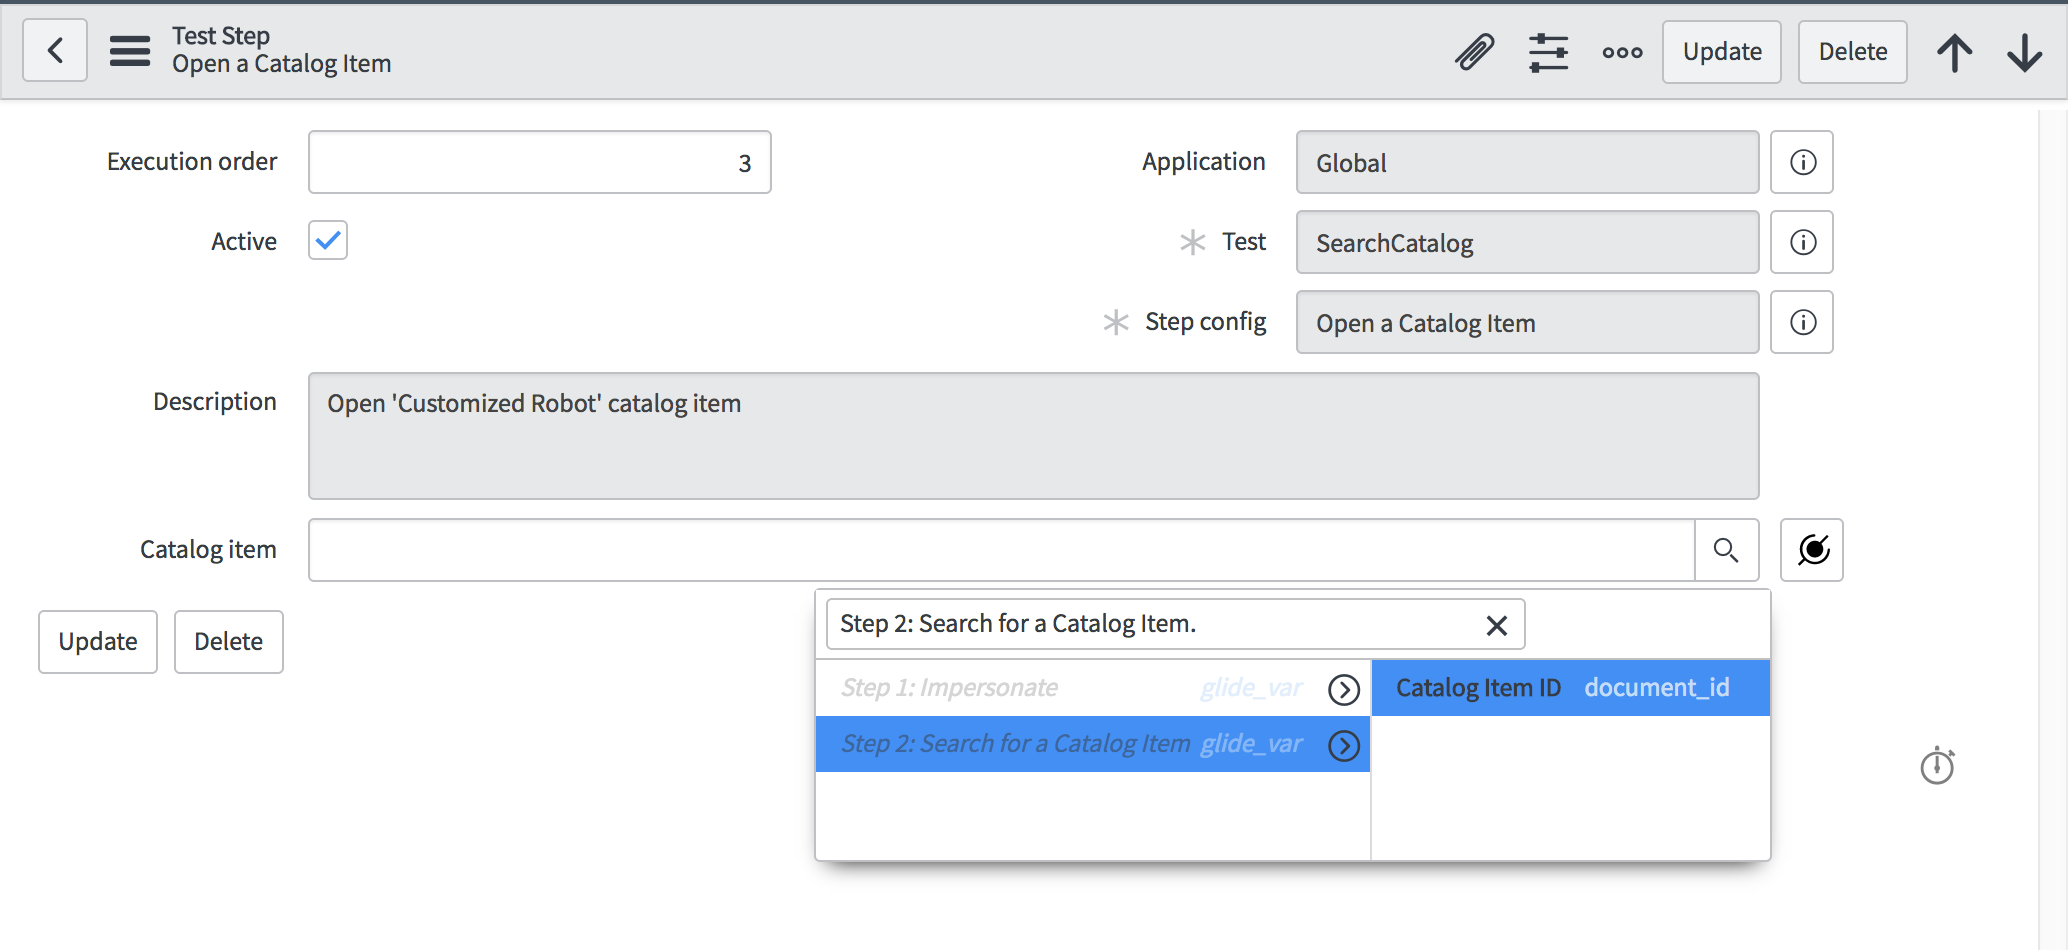 Test Step
Open a Catalog Item
Update
Delete
Execution order
3
Application
Global
Active
Test
SearchCatalog
Step config
Open a Catalog Item
Description
Open 'Customized Robot' catalog item
Catalog item
Update
Delete
Step 2: Search for a Catalog Item.
Step 1: Impersonate glide_var
Catalog Item ID document_id
Step 2: Search for a Catalog Item glide_var